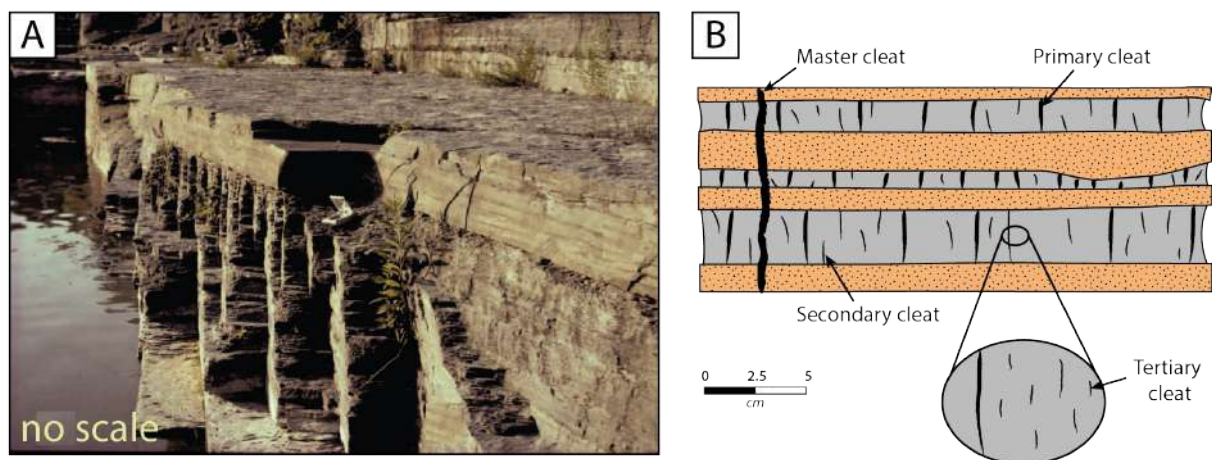 A
no scale
B
Master cleat
Primary cleat
Secondary cleat
0 2.5 5
cm
Tertiary
cleat